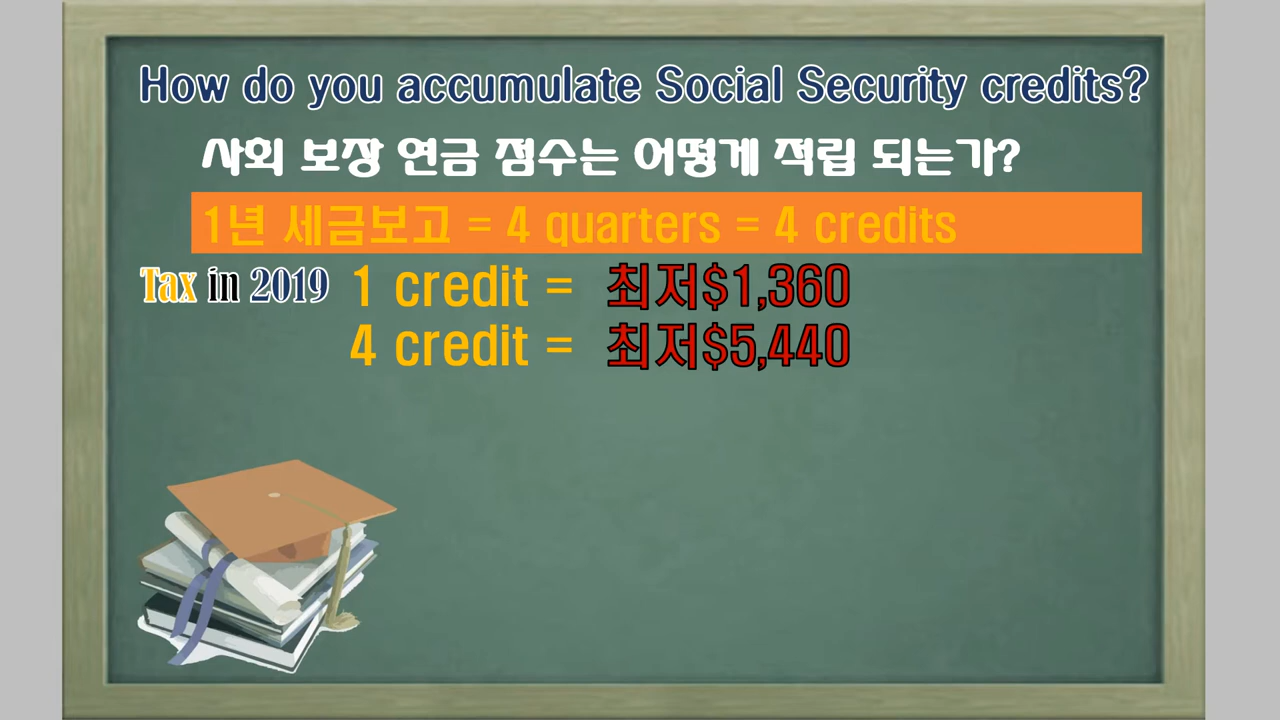 How do you accumulate Social Security credits?
사회 보장 연금 점수는 어떻게 적립 되는가?
1년 세금보고 = 4 quarters = 4 credits
Tax in 2019 1 credit = 최저$1,360
4 credit = 최저$5,440